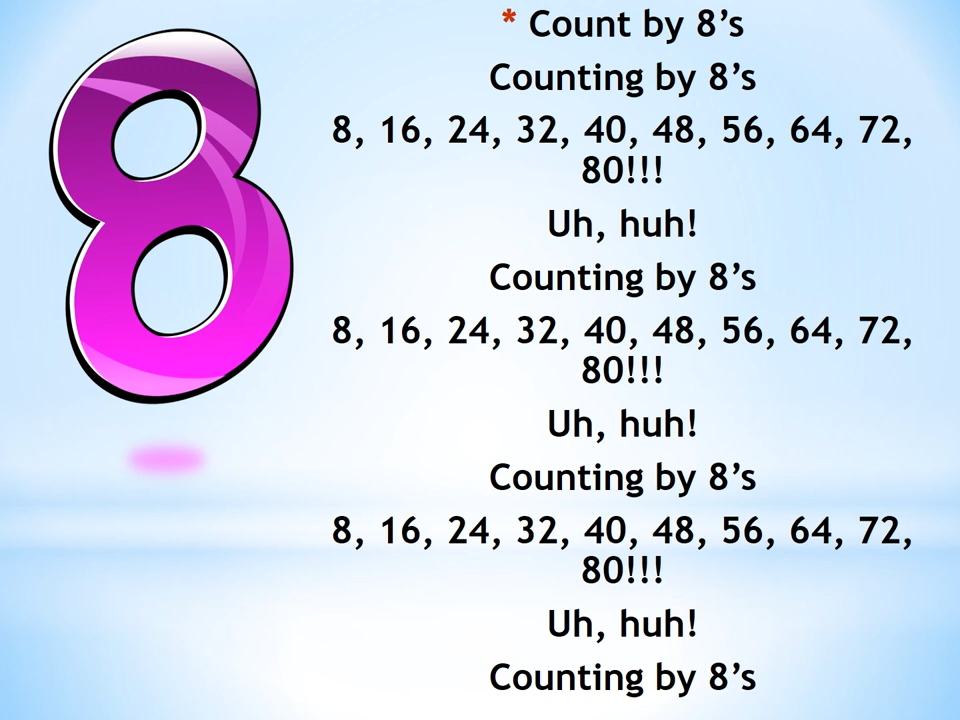 8
* Count by 8’s
Counting by 8’s
8, 16, 24, 32, 40, 48, 56, 64, 72,
80!!!
Uh, huh!
Counting by 8’s
8, 16, 24, 32, 40, 48, 56, 64, 72,
80!!!
Uh, huh!
Counting by 8’s
8, 16, 24, 32, 40, 48, 56, 64, 72,
80!!!
Uh, huh!
Counting by 8’s